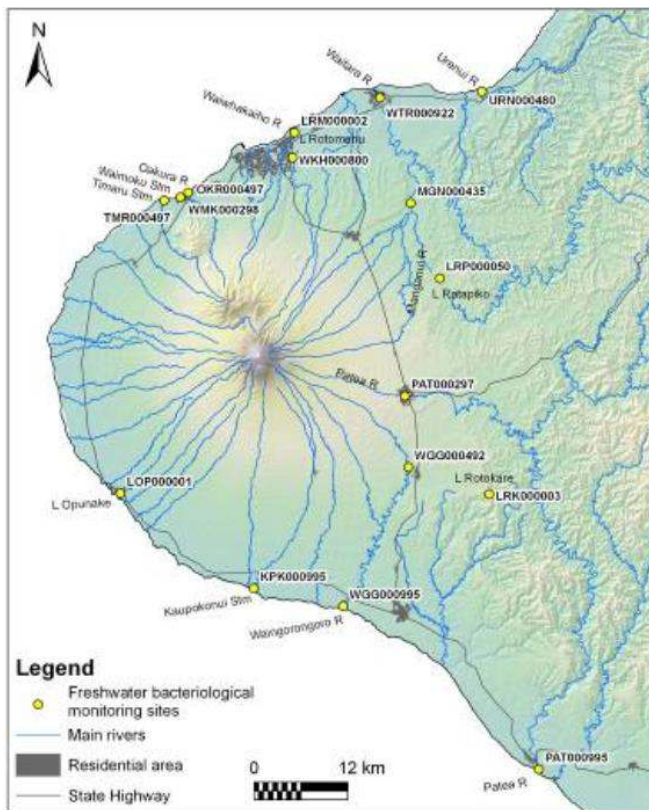 N
Urenui R
Waitara R
URN000480
WTR000922
Waiwhakaiho R
LRM000002
L Rotomanu
WKH000800
Oakura R
Waimoku Stm
Timaru Stm
OKR000497
WMK000298
TMR000497
MGN000435
LRP000050
L Ratapiko
Manganui R
Patea R
PAT000297
WGG000492
L Rotokare
LRK000003
LOP000001
L Opunake
KPK000995
Kaupokonui Stm
WGG000995
Waingongoro R
PAT000995
Patea R
Legend
Freshwater bacteriological
monitoring sites
Main rivers
Residential area
State Highway
0 12 km